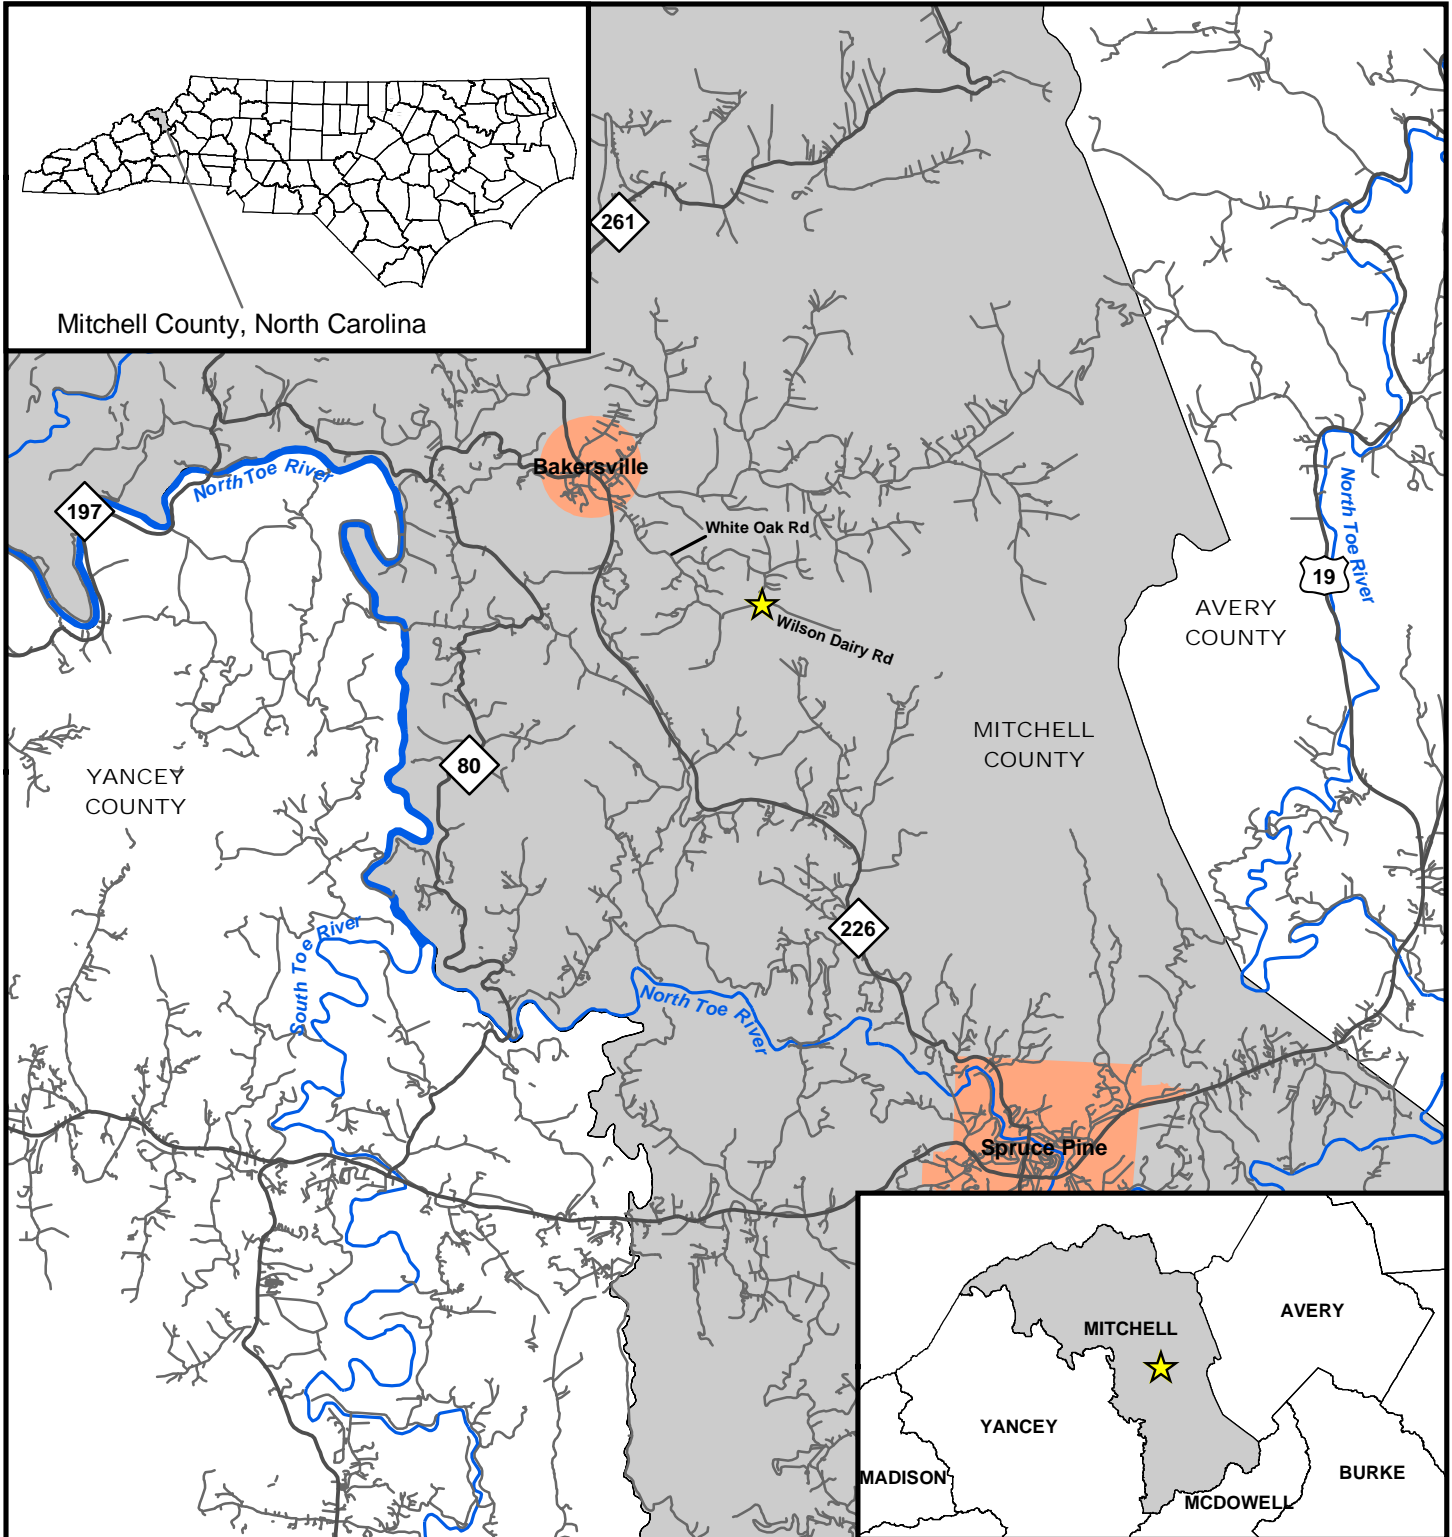 261
Mitchell County, North Carolina
Bakersville
North Toe River
197
White Oak Rd
North Toe River
19
AVERY
COUNTY
Wilson Dairy Rd
MITCHELL
COUNTY
80
YANCEY
COUNTY
226
South Toe River
North Toe River
Spruce Pine
AVERY
MITCHELL
YANCEY
MADISON
BURKE
MCDOWELL